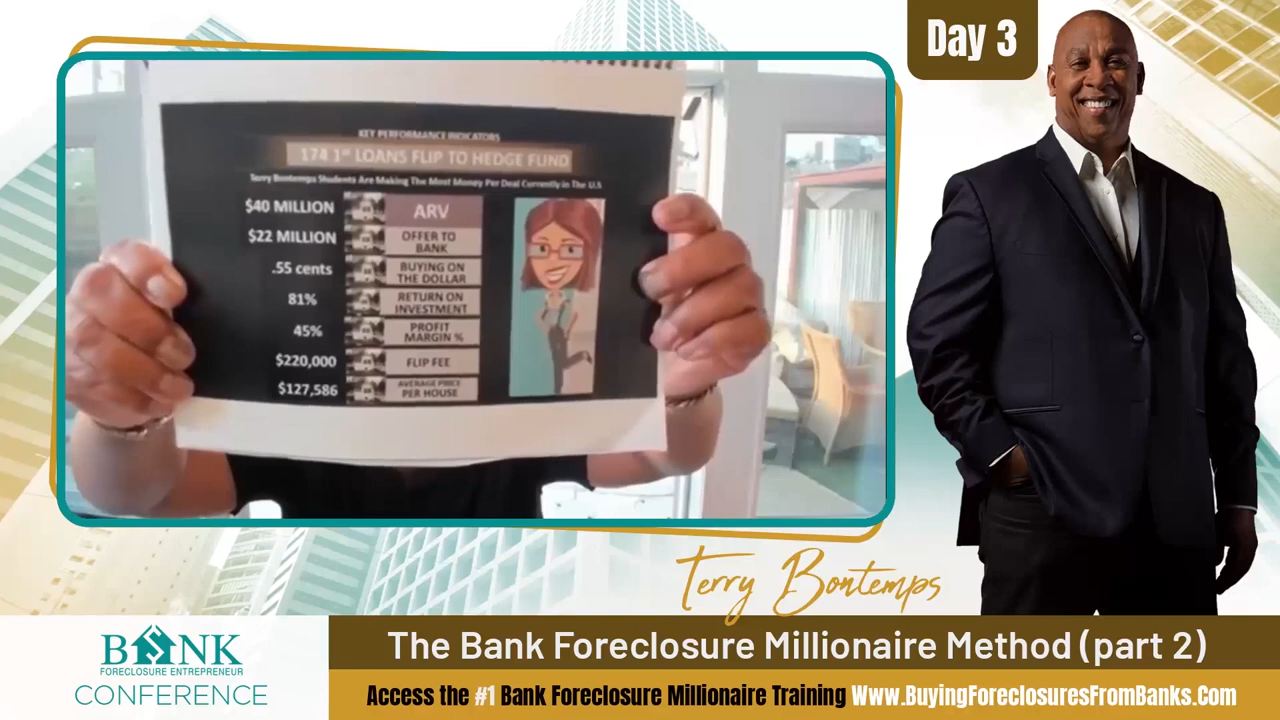 Day 3
KEY PERFORMANCE INDICATORS
174 1st LOANS FLIP TO HEDGE FUND
Terry Bontemps Students Are Making The Most Money Per Deal Currently In The U.S
$40 MILLION ARV
$22 MILLION OFFER TO BANK
.55 cents BUYING ON THE DOLLAR
81% RETURN ON INVESTMENT
45% PROFIT MARGIN %
$220,000 FLIP FEE
$127,586 AVERAGE PRICE PER HOUSE
Terry Bontemps
BANK
FORECLOSURE ENTREPRENEUR
CONFERENCE
The Bank Foreclosure Millionaire Method (part 2)
Access the #1 Bank Foreclosure Millionaire Training Www.BuyingForeclosuresFromBanks.Com